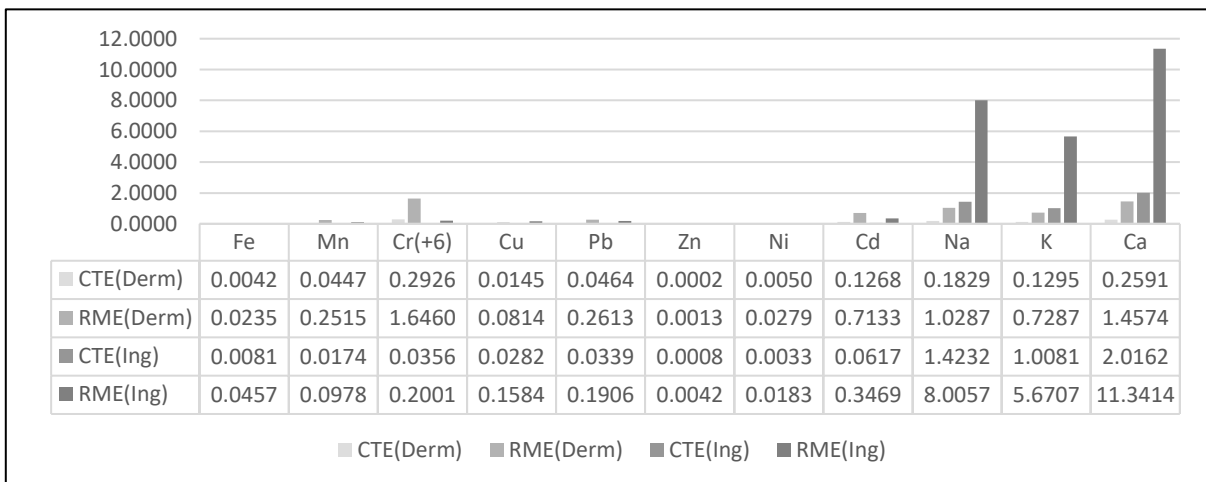 12.0000
10.0000
8.0000
6.0000
4.0000
2.0000
0.0000
Fe Mn Cr(+6) Cu Pb Zn Ni Cd Na K Ca
CTE(Derm) 0.0042 0.0447 0.2926 0.0145 0.0464 0.0002 0.0050 0.1268 0.1829 0.1295 0.2591
RME(Derm) 0.0235 0.2515 1.6460 0.0814 0.2613 0.0013 0.0279 0.7133 1.0287 0.7287 1.4574
CTE(Ing) 0.0081 0.0174 0.0356 0.0282 0.0339 0.0008 0.0033 0.0617 1.4232 1.0081 2.0162
RME(Ing) 0.0457 0.0978 0.2001 0.1584 0.1906 0.0042 0.0183 0.3469 8.0057 5.6707 11.3414
CTE(Derm) RME(Derm) CTE(Ing) RME(Ing)